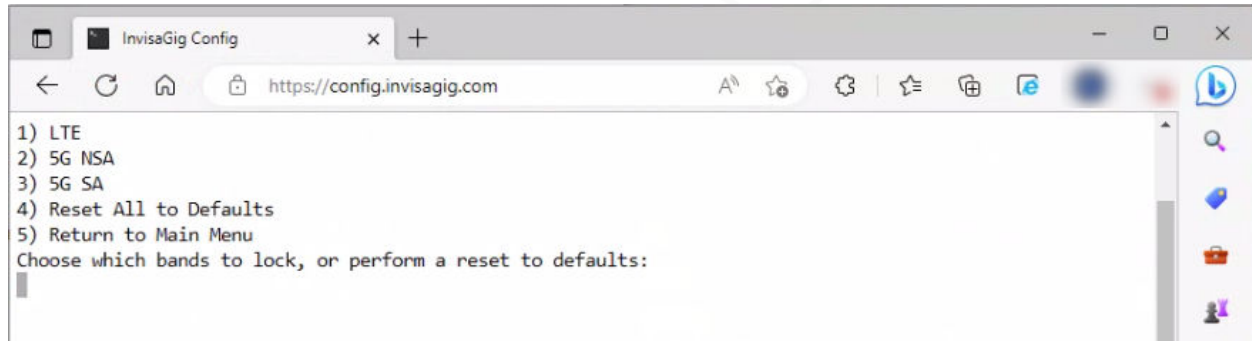 InvisaGig Config
https://config.invisagig.com
1) LTE
2) 5G NSA
3) 5G SA
4) Reset All to Defaults
5) Return to Main Menu
Choose which bands to lock, or perform a reset to defaults: